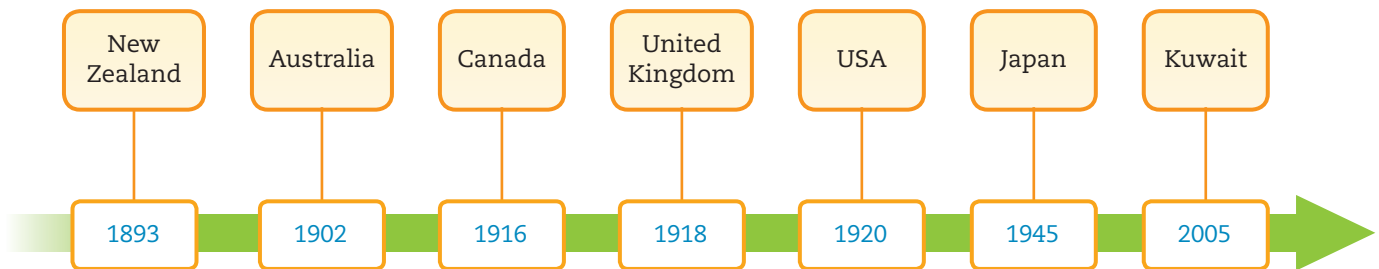 New
Zealand
Australia
Canada
United
Kingdom
USA
Japan
Kuwait
1893
1902
1916
1918
1920
1945
2005